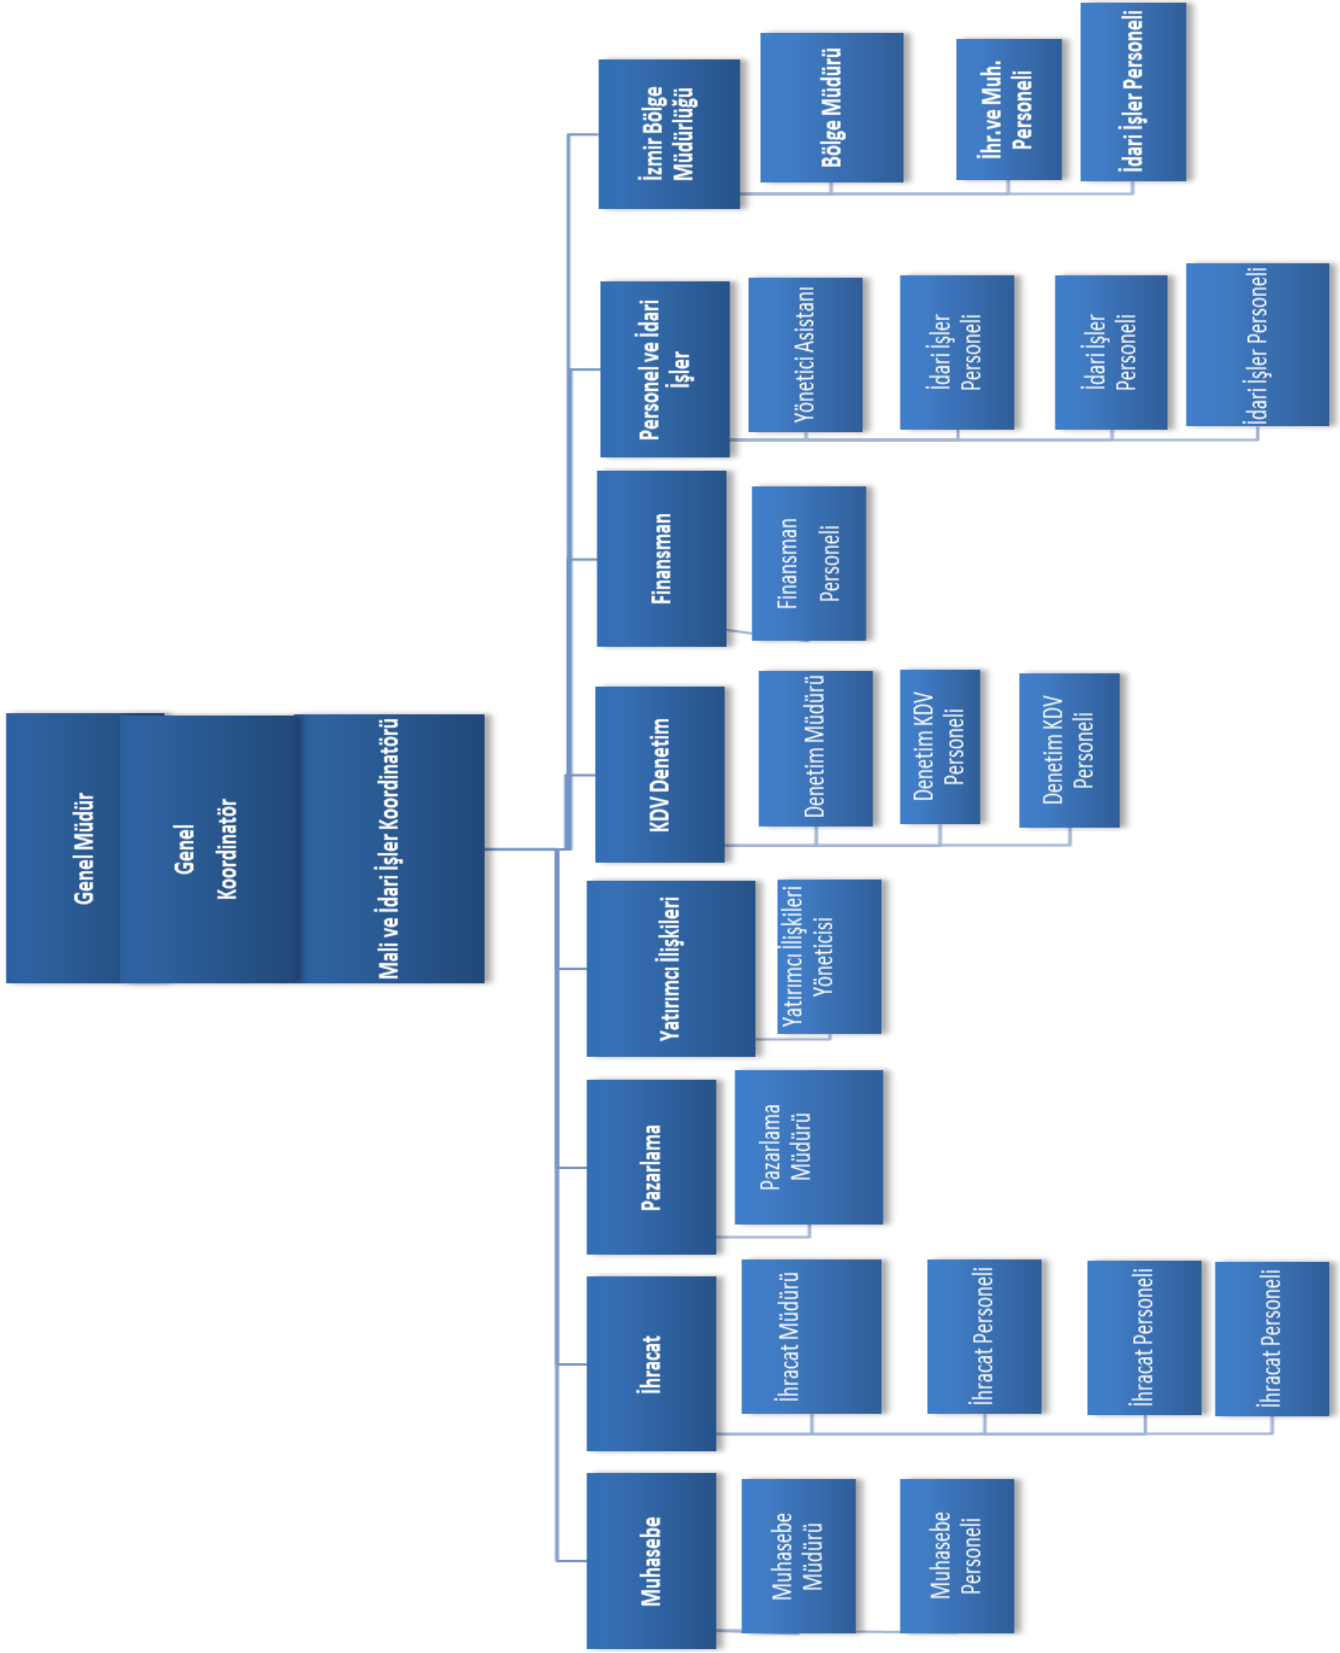 Genel Müdür
Genel
Koordinatör
Mali ve İdari İşler Koordinatörü
Muhasebe
Muhasebe
Müdürü
Muhasebe
Personeli
İhracat
İhracat Müdürü
İhracat Personeli
İhracat Personeli
İhracat Personeli
Pazarlama
Pazarlama
Müdürü
Yatırımcı İlişkileri
Yatırımcı İlişkileri
Yöneticisi
KDV Denetim
Denetim Müdürü
Denetim KDV
Personeli
Denetim KDV
Personeli
Finansman
Finansman
Personeli
Personel ve İdari
İşler
Yönetici Asistanı
İdari İşler
Personeli
İdari İşler
Personeli
İdari İşler Personeli
İzmir Bölge
Müdürlüğü
Bölge Müdürü
İhr.ve Muh.
Personeli
İdari İşler Personeli